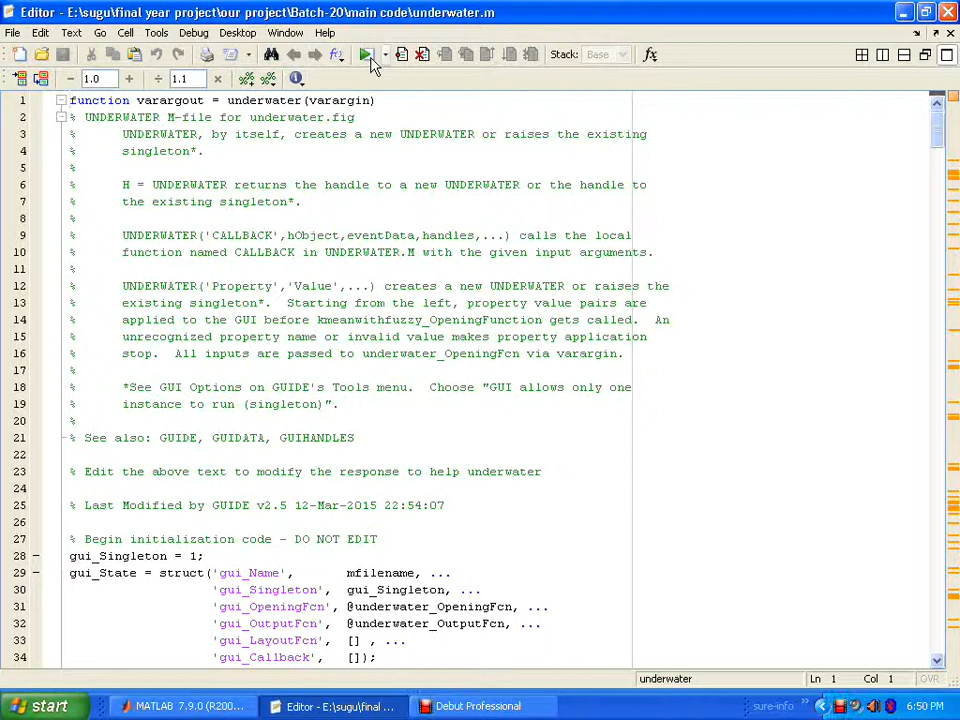 Editor - E:\sugu\final year project\our project\Batch-20\main code\underwater.m
File Edit Text Go Cell Tools Debug Desktop Window Help
Stack: Base fx
− 1.0 + ÷ 1.1 ×
1 function varargout = underwater(varargin)
2 % UNDERWATER M-file for underwater.fig
3 % UNDERWATER, by itself, creates a new UNDERWATER or raises the existing
4 % singleton*.
5 %
6 % H = UNDERWATER returns the handle to a new UNDERWATER or the handle to
7 % the existing singleton*.
8 %
9 % UNDERWATER('CALLBACK',hObject,eventData,handles,...) calls the local
10 % function named CALLBACK in UNDERWATER.M with the given input arguments.
11 %
12 % UNDERWATER('Property','Value',...) creates a new UNDERWATER or raises the
13 % existing singleton*.  Starting from the left, property value pairs are
14 % applied to the GUI before kmeanwithfuzzy_OpeningFunction gets called.  An
15 % unrecognized property name or invalid value makes property application
16 % stop.  All inputs are passed to underwater_OpeningFcn via varargin.
17 %
18 % *See GUI Options on GUIDE's Tools menu.  Choose "GUI allows only one
19 % instance to run (singleton)".
20 %
21 % See also: GUIDE, GUIDATA, GUIHANDLES
22
23 % Edit the above text to modify the response to help underwater
24
25 % Last Modified by GUIDE v2.5 12-Mar-2015 22:54:07
26
27 % Begin initialization code - DO NOT EDIT
28 gui_Singleton = 1;
29 gui_State = struct('gui_Name', mfilename, ...
30 'gui_Singleton', gui_Singleton, ...
31 'gui_OpeningFcn', @underwater_OpeningFcn, ...
32 'gui_OutputFcn', @underwater_OutputFcn, ...
33 'gui_LayoutFcn', [] , ...
34 'gui_Callback', []);
underwater Ln 1 Col 1 OVR
start MATLAB 7.9.0 (R200... Editor - E:\sugu\final ... Debut Professional sure-info 6:50 PM